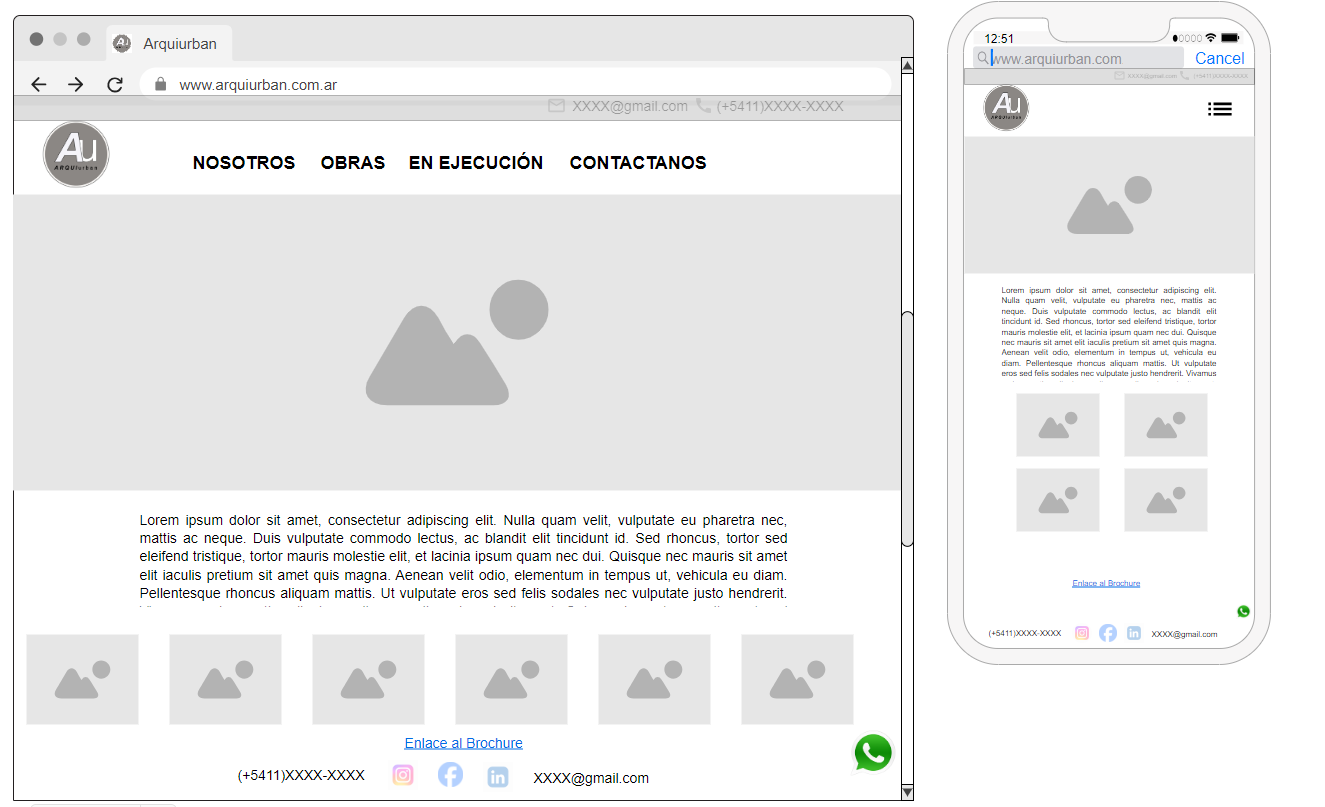 Arquiurban
www.arquiurban.com.ar
XXXX@gmail.com (+5411)XXXX-XXXX
Au
ARQUIurban
NOSOTROS OBRAS EN EJECUCIÓN CONTACTANOS
Lorem ipsum dolor sit amet, consectetur adipiscing elit. Nulla quam velit, vulputate eu pharetra nec,
mattis ac neque. Duis vulputate commodo lectus, ac blandit elit tincidunt id. Sed rhoncus, tortor sed
eleifend tristique, tortor mauris molestie elit, et lacinia ipsum quam nec dui. Quisque nec mauris sit amet
elit iaculis pretium sit amet quis magna. Aenean velit odio, elementum in tempus ut, vehicula eu diam.
Pellentesque rhoncus aliquam mattis. Ut vulputate eros sed felis sodales nec vulputate justo hendrerit.
Enlace al Brochure
(+5411)XXXX-XXXX XXXX@gmail.com
12:51
www.arquiurban.com Cancel
XXXX@gmail.com (+5411)XXXX-XXXX
Au
ARQUIurban
Lorem ipsum dolor sit amet, consectetur adipiscing elit.
Nulla quam velit, vulputate eu pharetra nec, mattis ac
neque. Duis vulputate commodo lectus, ac blandit elit
tincidunt id. Sed rhoncus, tortor sed eleifend tristique, tortor
mauris molestie elit, et lacinia ipsum quam nec dui. Quisque
nec mauris sit amet elit iaculis pretium sit amet quis magna.
Aenean velit odio, elementum in tempus ut, vehicula eu
diam. Pellentesque rhoncus aliquam mattis. Ut vulputate
eros sed felis sodales nec vulputate justo hendrerit. Vivamus
Enlace al Brochure
(+5411)XXXX-XXXX XXXX@gmail.com